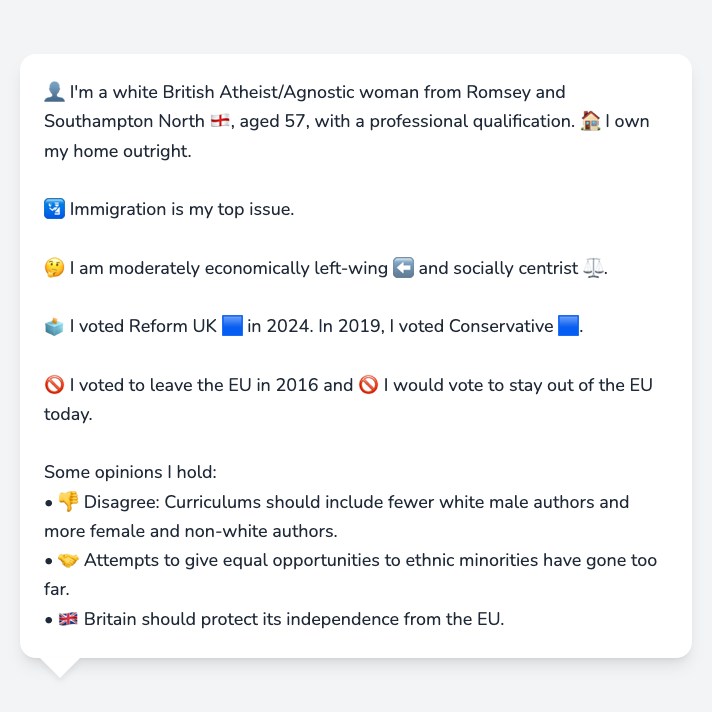 👤 I'm a white British Atheist/Agnostic woman from Romsey and
Southampton North 🏴󠁧󠁢󠁥󠁮󠁧󠁿, aged 57, with a professional qualification. 🏠 I own
my home outright.
🛂 Immigration is my top issue.
🤔 I am moderately economically left-wing ⬅️ and socially centrist ⚖️.
🗳️ I voted Reform UK 🟦 in 2024. In 2019, I voted Conservative 🟦.
🚫 I voted to leave the EU in 2016 and 🚫 I would vote to stay out of the EU
today.
Some opinions I hold:
• 👎 Disagree: Curriculums should include fewer white male authors and
more female and non-white authors.
• 🤝 Attempts to give equal opportunities to ethnic minorities have gone too
far.
• 🇬🇧 Britain should protect its independence from the EU.